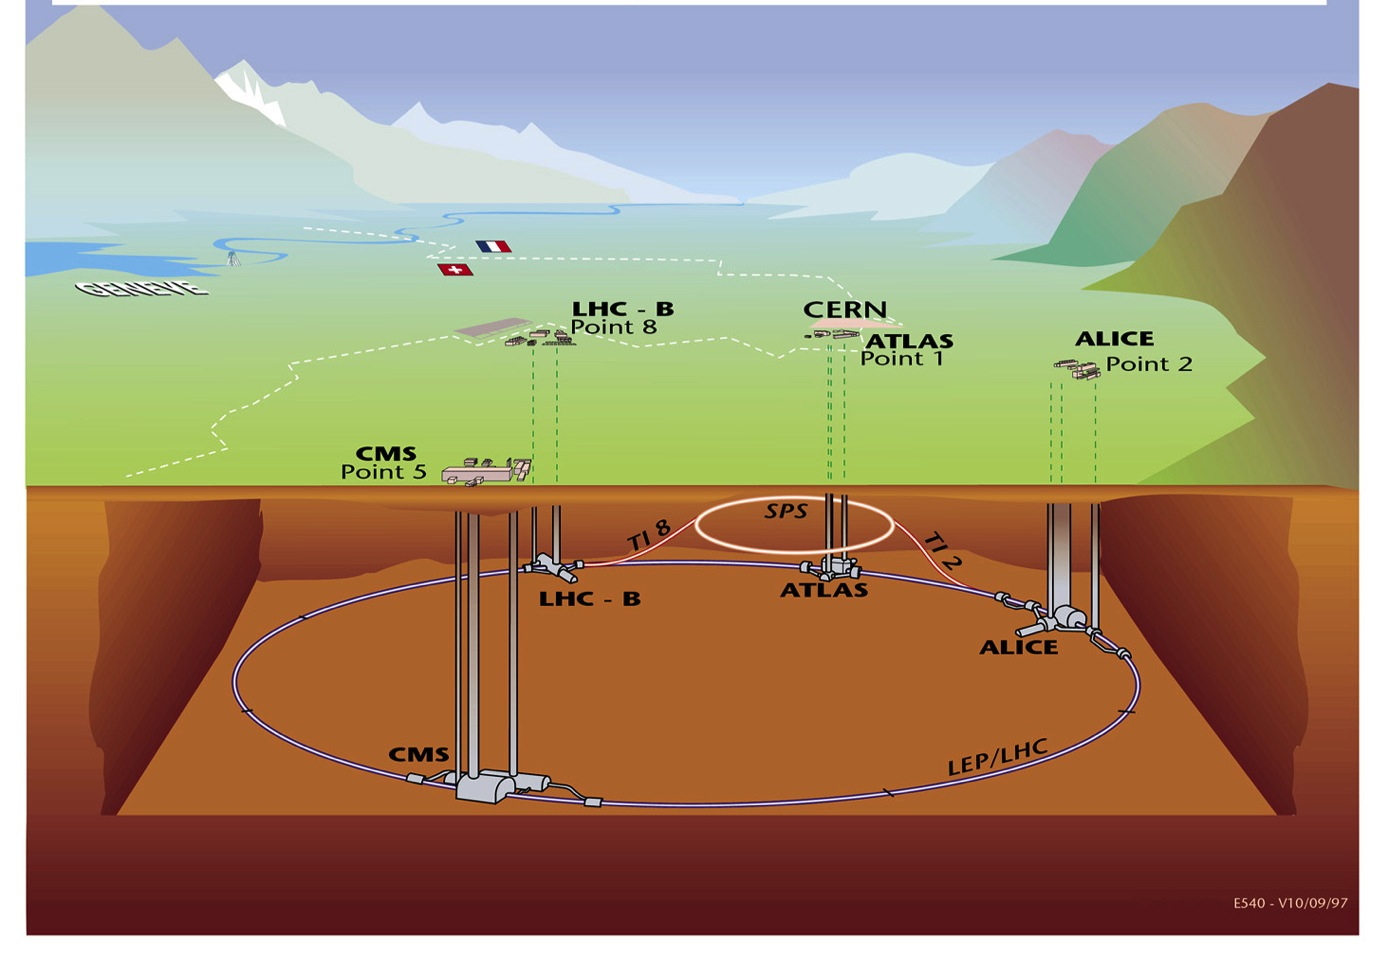 GENEVE
LHC - B
Point 8
CERN
ATLAS
Point 1
ALICE
Point 2
CMS
Point 5
SPS
TI 8
TI 2
LHC - B
ATLAS
ALICE
CMS
LEP/LHC
E540 - V10/09/97